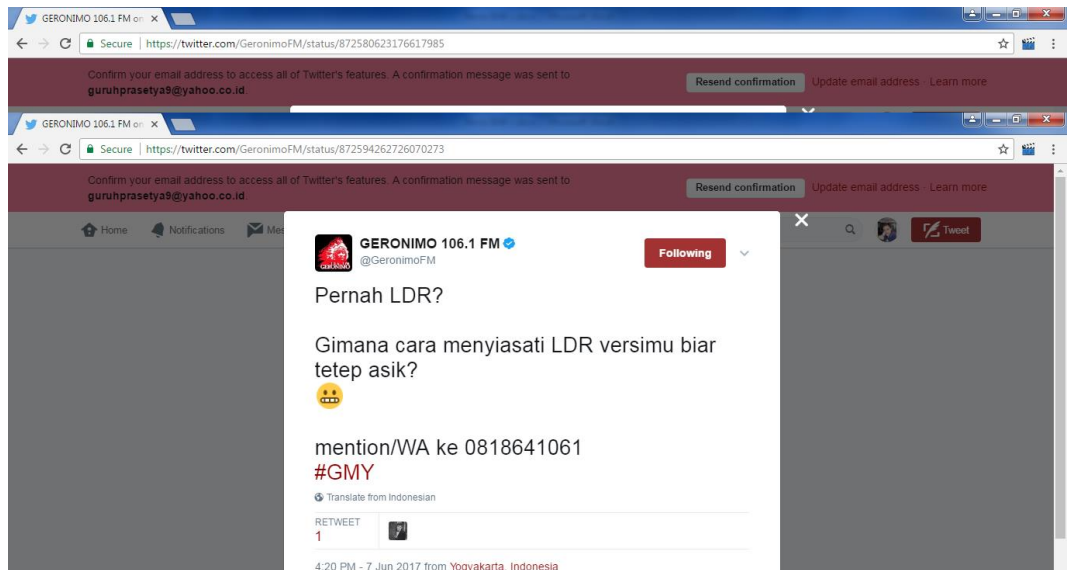 GERONIMO 106.1 FM on
Secure | https://twitter.com/GeronimoFM/status/872580623176617985
Confirm your email address to access all of Twitter's features. A confirmation message was sent to
guruhprasetya9@yahoo.co.id.
Resend confirmation Update email address · Learn more
GERONIMO 106.1 FM on
Secure | https://twitter.com/GeronimoFM/status/872594262726070273
Confirm your email address to access all of Twitter's features. A confirmation message was sent to
guruhprasetya9@yahoo.co.id.
Resend confirmation Update email address · Learn more
Home Notifications Mes Tweet
GERONIMO 106.1 FM
@GeronimoFM
Following
Pernah LDR?
Gimana cara menyiasati LDR versimu biar
tetep asik?
😬
mention/WA ke 0818641061
#GMY
Translate from Indonesian
RETWEET
1
4:20 PM - 7 Jun 2017 from Yogyakarta, Indonesia